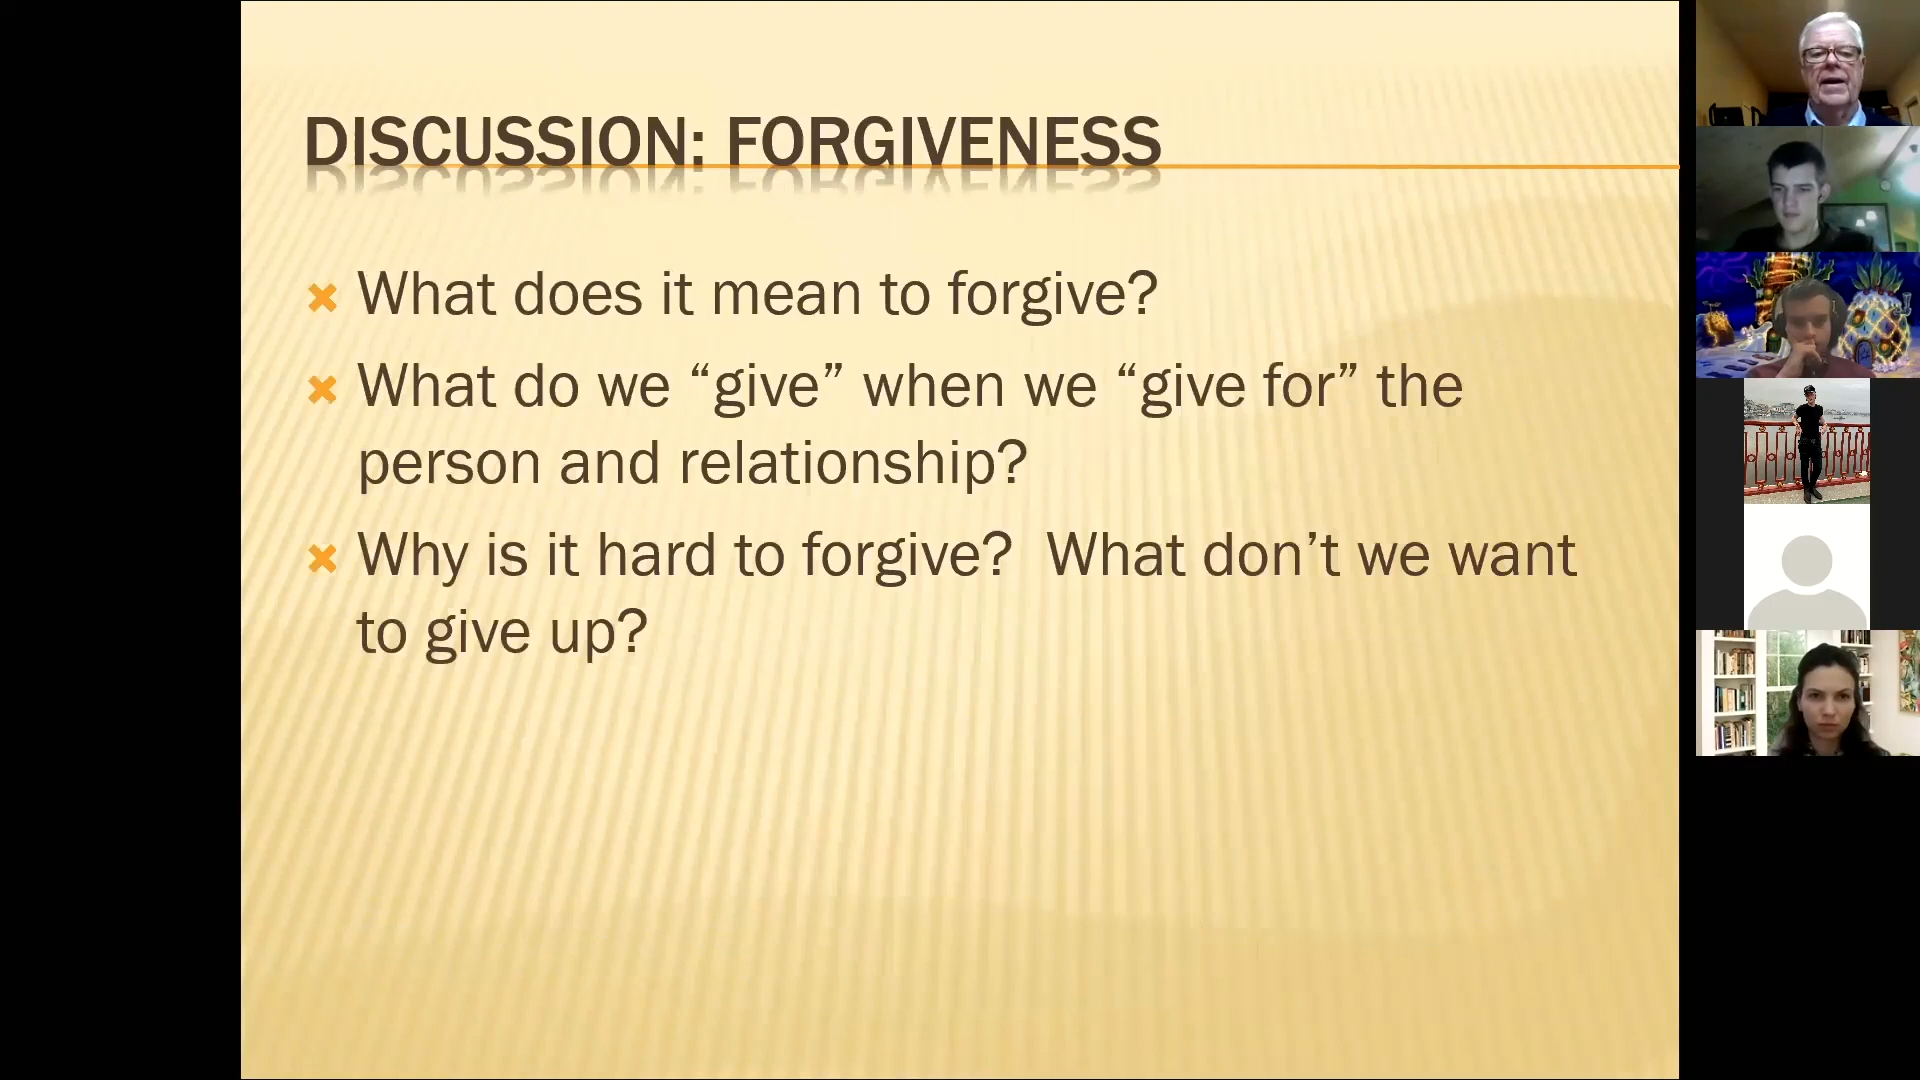 DISCUSSION: FORGIVENESS
What does it mean to forgive?
What do we “give” when we “give for” the
person and relationship?
Why is it hard to forgive?  What don’t we want
to give up?